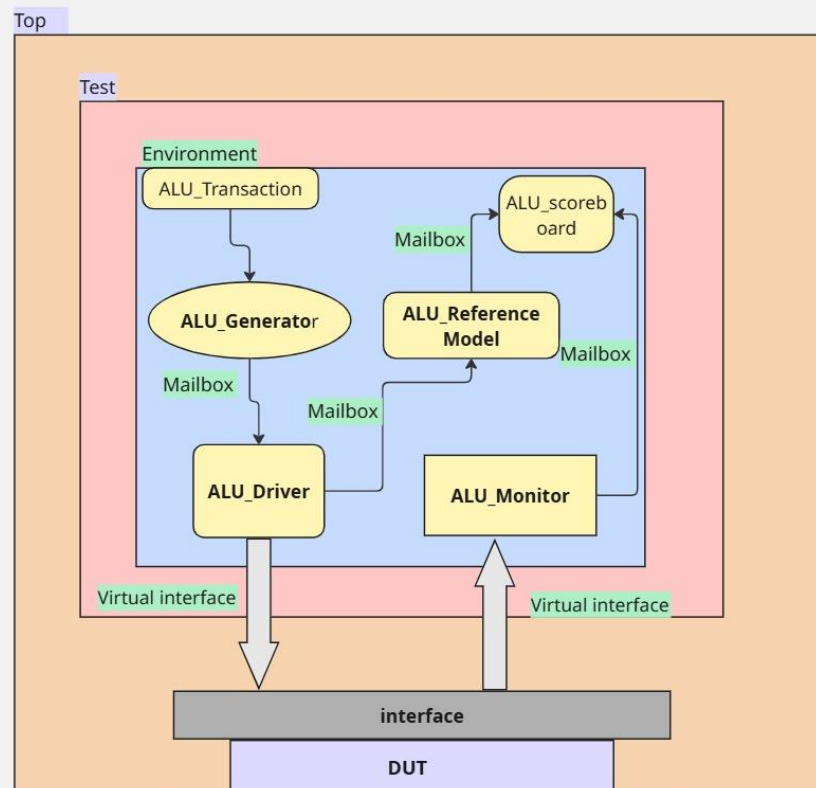 Top
Test
Environment
ALU_Transaction
ALU_scoreb
oard
Mailbox
ALU_Generator
ALU_Reference
Model
Mailbox
Mailbox
Mailbox
ALU_Driver
ALU_Monitor
Virtual interface
Virtual interface
interface
DUT